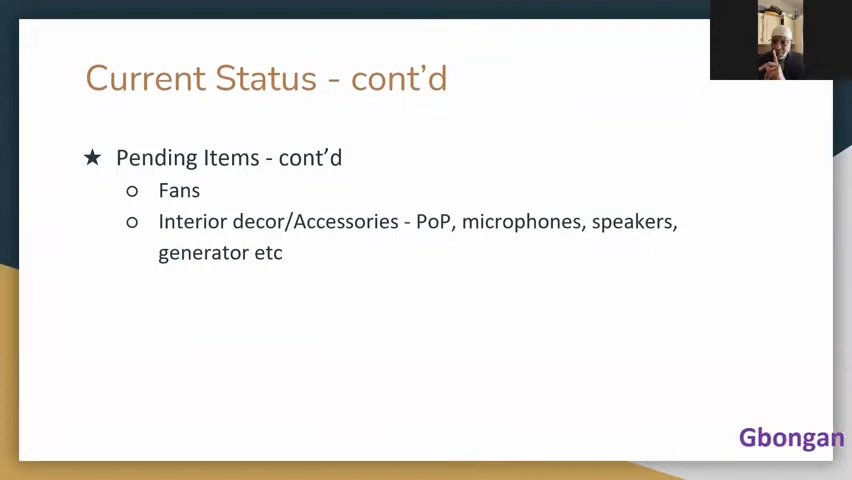 Current Status - cont’d
★ Pending Items - cont’d
○ Fans
○ Interior decor/Accessories - PoP, microphones, speakers,
generator etc
Gbongan